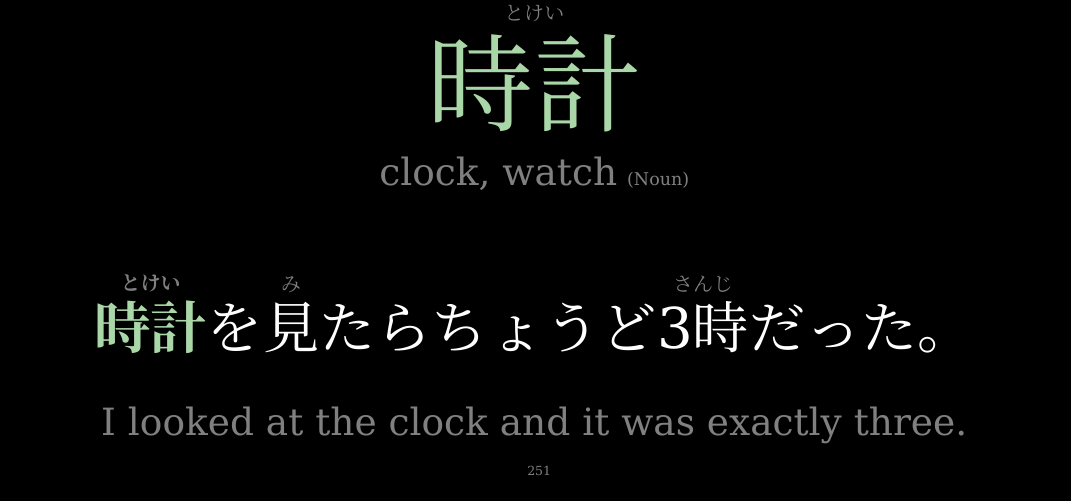 とけい
時計
clock, watch (Noun)
とけい み さんじ
時計を見たらちょうど3時だった。
I looked at the clock and it was exactly three.
251